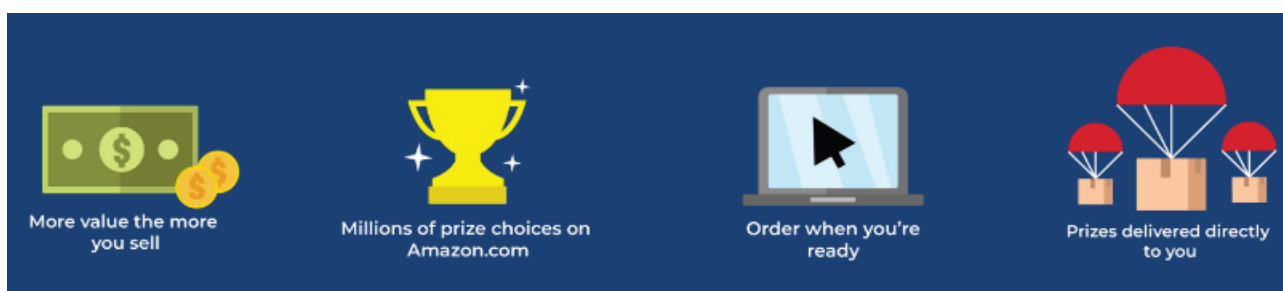 More value the more
you sell
Millions of prize choices on
Amazon.com
Order when you're
ready
Prizes delivered directly
to you